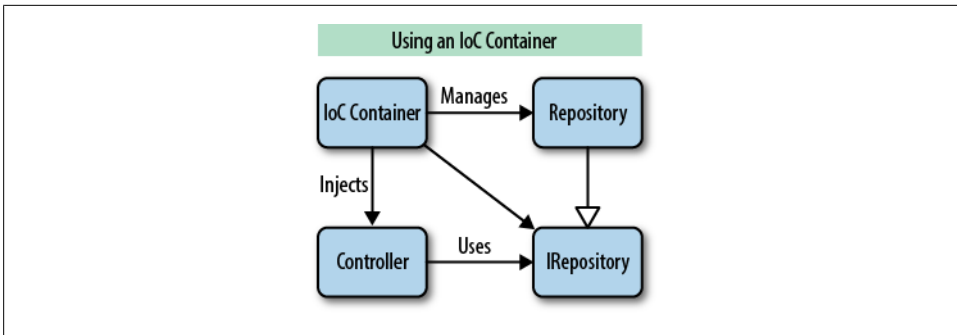 Using an IoC Container
IoC Container
Manages
Repository
Injects
Controller
Uses
IRepository